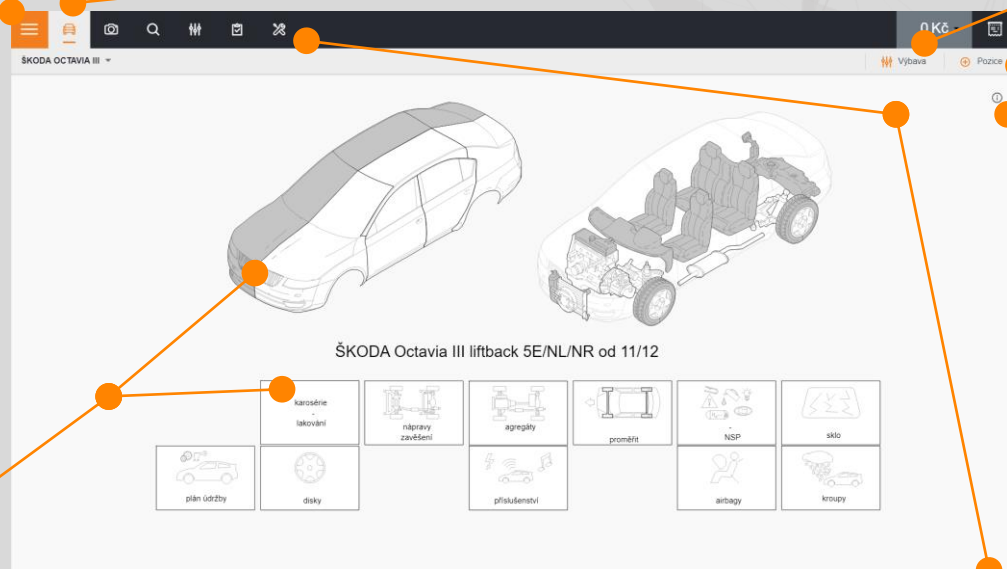 0 Kč
ŠKODA OCTAVIA III
Výbava
Pozice
ŠKODA Octavia III liftback 5E/NL/NR od 11/12
karosérie
-
lakování
nápravy
zavěšení
agregáty
proměřit
-
NSP
sklo
plán údržby
disky
příslušenství
airbagy
kroupy